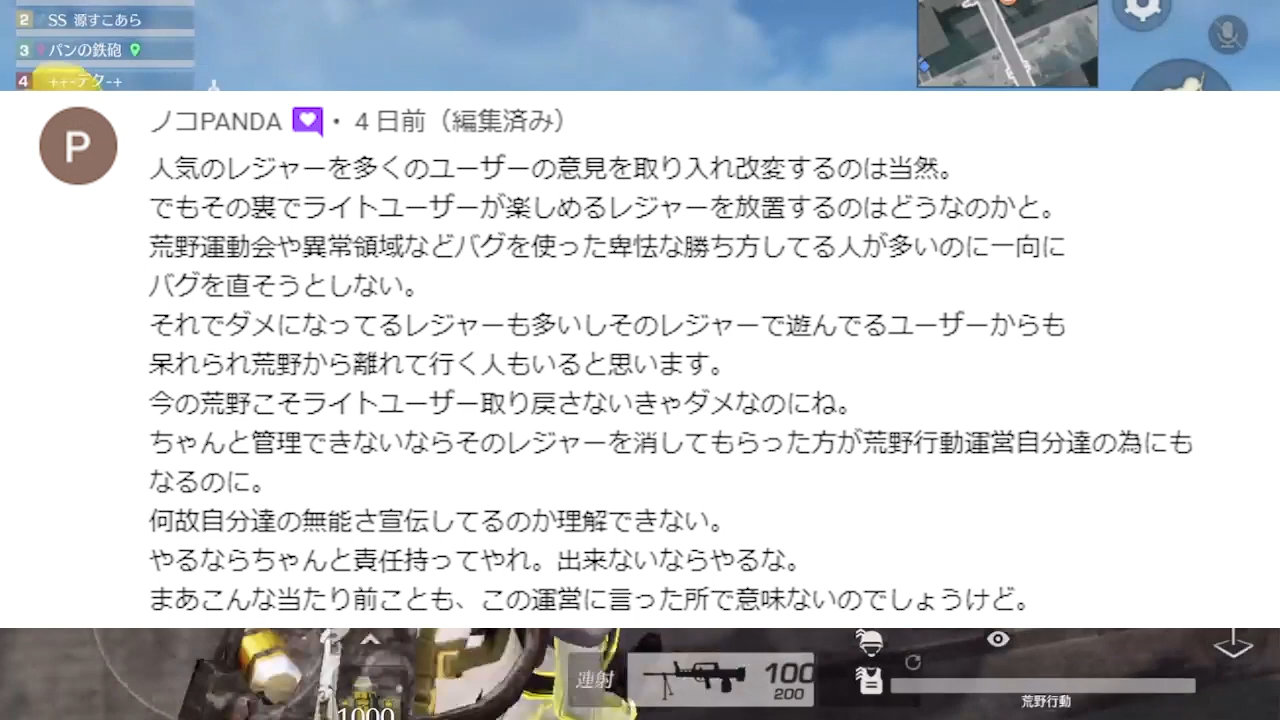 2 SS 源すこあら
3 パンの鉄砲
4 ++-テク-+
P
ノコPANDA ・ 4 日前（編集済み）
人気のレジャーを多くのユーザーの意見を取り入れ改変するのは当然。
でもその裏でライトユーザーが楽しめるレジャーを放置するのはどうなのかと。
荒野運動会や異常領域などバグを使った卑怯な勝ち方してる人が多いのに一向に
バグを直そうとしない。
それでダメになってるレジャーも多いしそのレジャーで遊んでるユーザーからも
呆れられ荒野から離れて行く人もいると思います。
今の荒野こそライトユーザー取り戻さないきゃダメなのにね。
ちゃんと管理できないならそのレジャーを消してもらった方が荒野行動運営自分達の為にも
なるのに。
何故自分達の無能さ宣伝してるのか理解できない。
やるならちゃんと責任持ってやれ。出来ないならやるな。
まあこんな当たり前ことも、この運営に言った所で意味ないのでしょうけど。
連射
100
200
荒野行動
1000